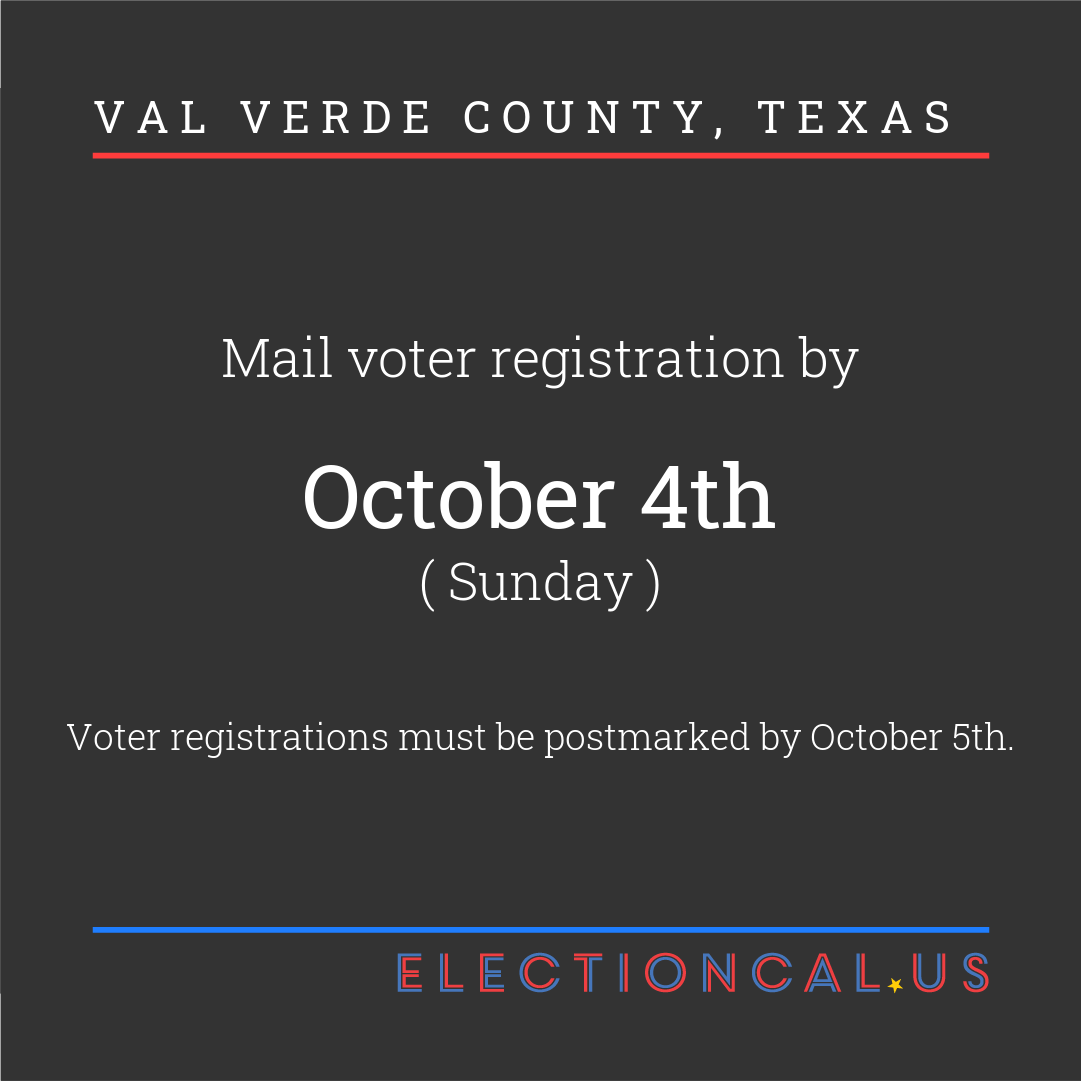 VAL VERDE COUNTY, TEXAS
Mail voter registration by
October 4th
( Sunday )
Voter registrations must be postmarked by October 5th.
ELECTIONCAL.US